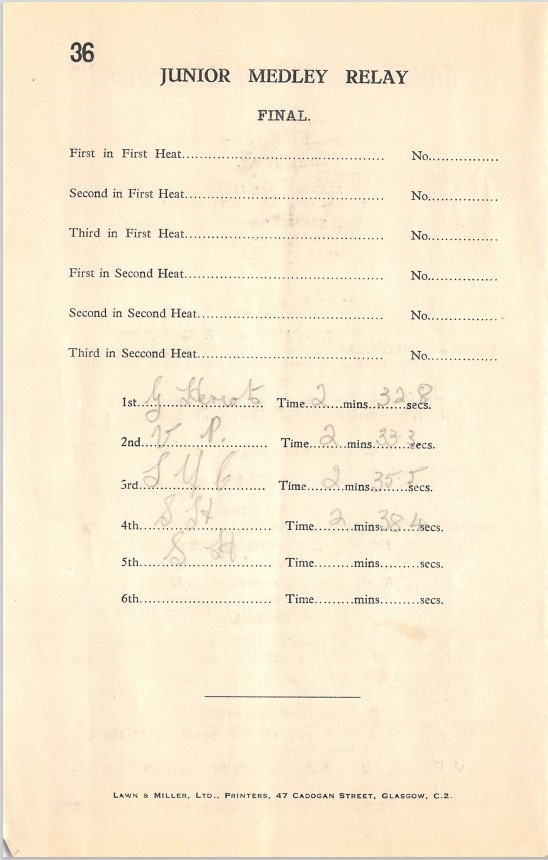 36
JUNIOR MEDLEY RELAY
FINAL.
First in First Heat.................................................... No................
Second in First Heat.................................................... No................
Third in First Heat.................................................... No................
First in Second Heat.................................................... No................
Second in Second Heat.................................................... No................
Third in Seccond Heat.................................................... No................
1st. G Heriots Time 2 mins. 32.8 secs.
2nd. V P. Time 2 mins. 33.3 secs.
3rd. Time 2 mins. 35.5 secs.
4th. S H Time 2 mins. 38.4 secs.
5th. S H. Time.........mins.........secs.
6th.............................. Time.........mins.........secs.
LAWN & MILLER, LTD., PRINTERS, 47 CADOGAN STREET, GLASGOW, C.2.